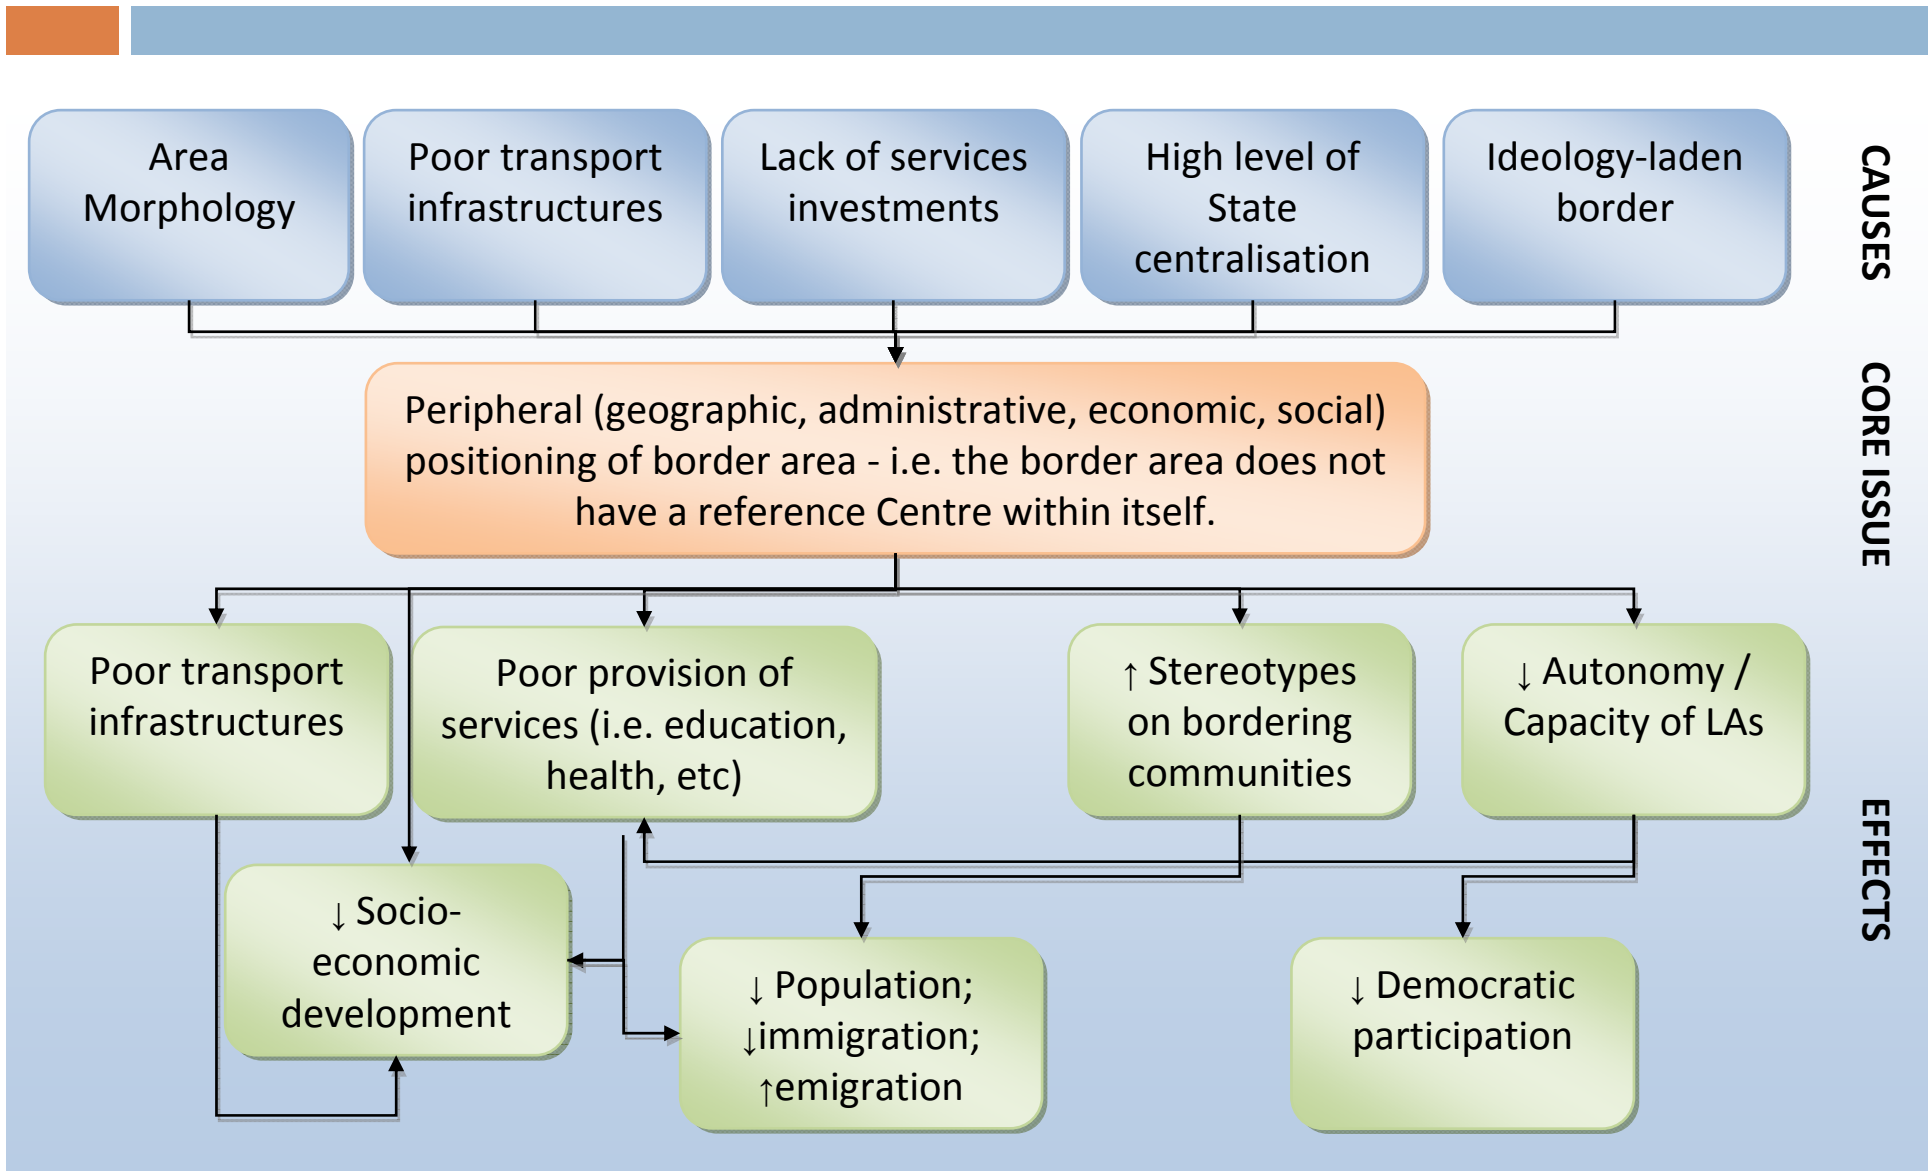 Area
Morphology
Poor transport
infrastructures
Lack of services
investments
High level of
State
centralisation
Ideology-laden
border
CAUSES
Peripheral (geographic, administrative, economic, social)
positioning of border area - i.e. the border area does not
have a reference Centre within itself.
CORE ISSUE
Poor transport
infrastructures
Poor provision of
services (i.e. education,
health, etc)
↑ Stereotypes
on bordering
communities
↓ Autonomy /
Capacity of LAs
EFFECTS
↓ Socio-
economic
development
↓ Population;
↓immigration;
↑emigration
↓ Democratic
participation